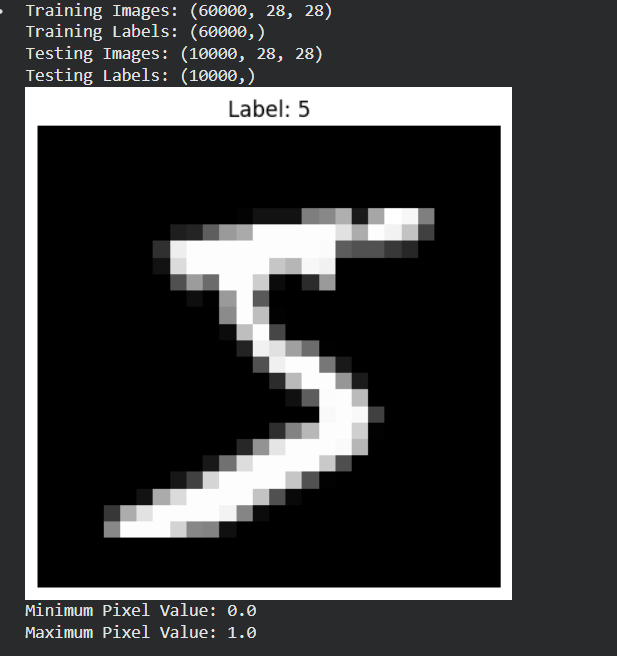 Training Images: (60000, 28, 28)
Training Labels: (60000,)
Testing Images: (10000, 28, 28)
Testing Labels: (10000,)
Label: 5
5
Minimum Pixel Value: 0.0
Maximum Pixel Value: 1.0